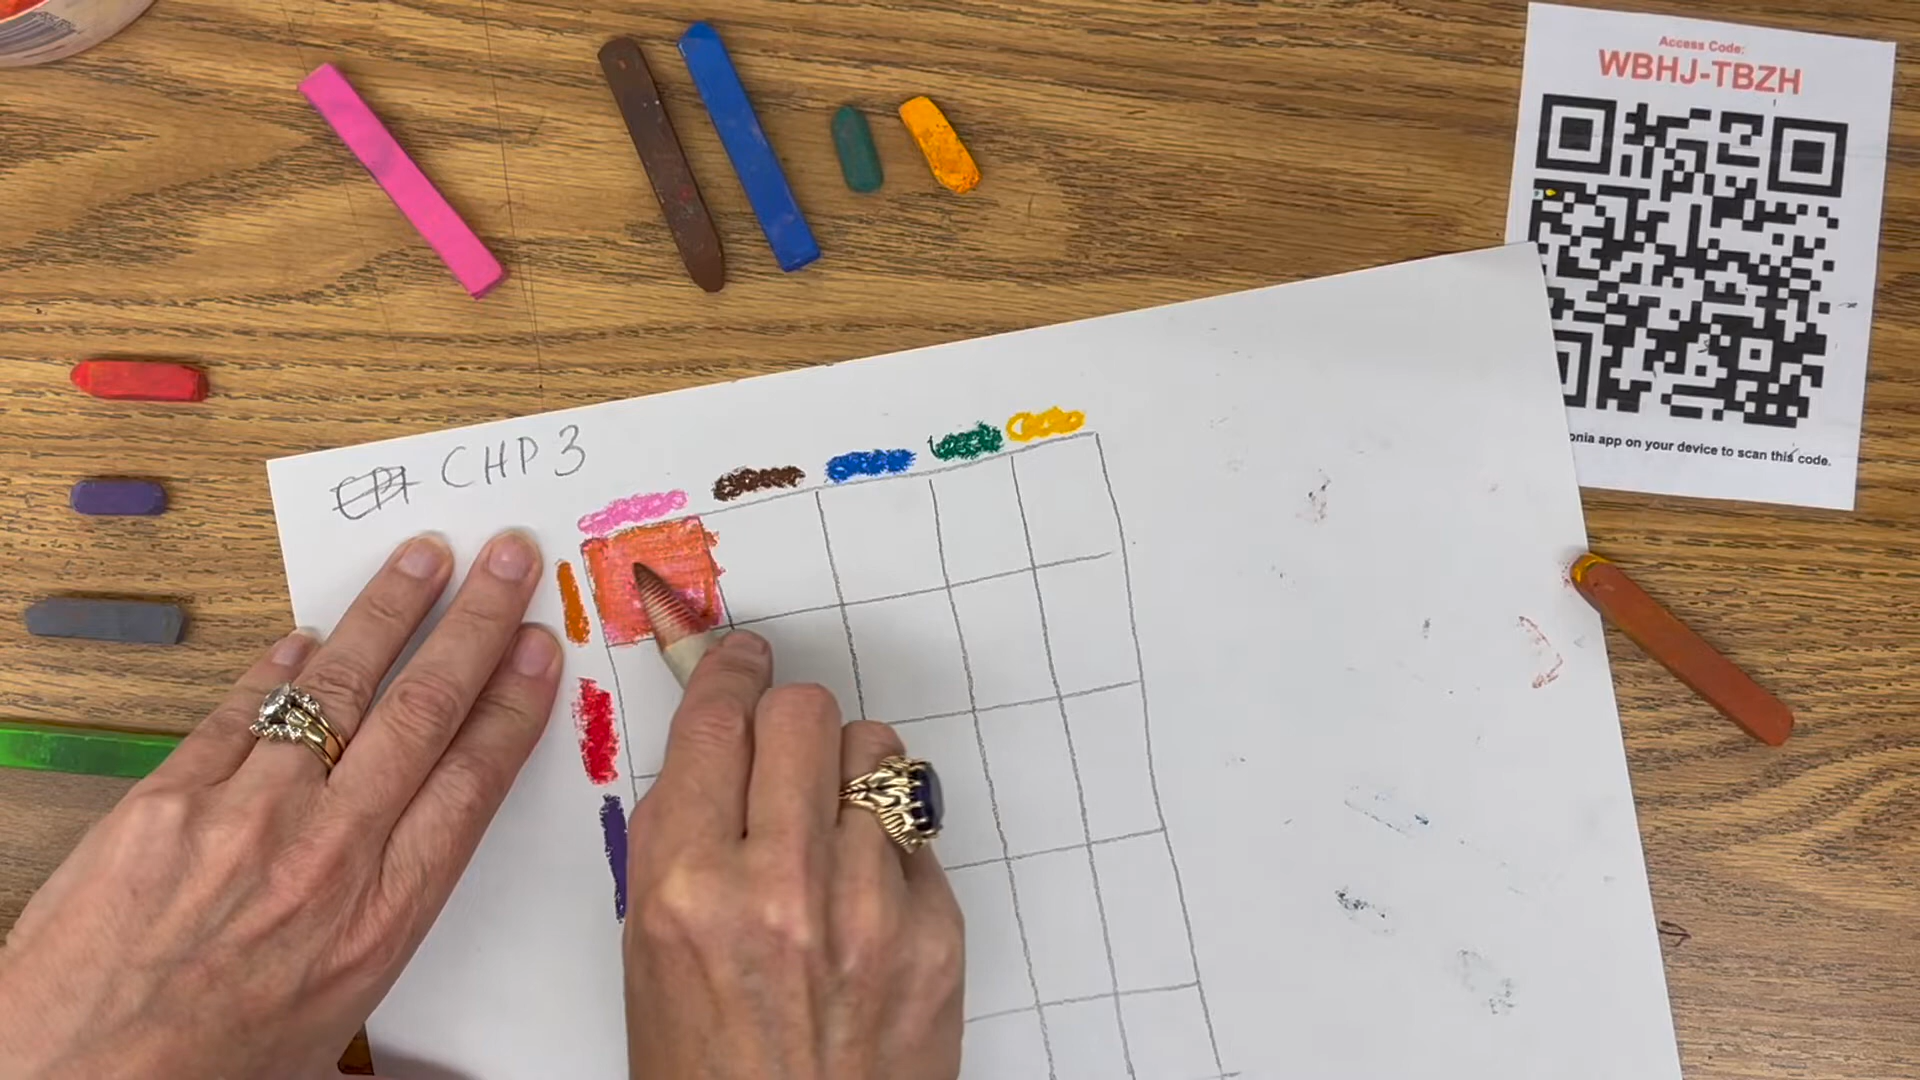 Access Code:
WBHJ-TBZH
app on your device to scan this code.
CHP 3